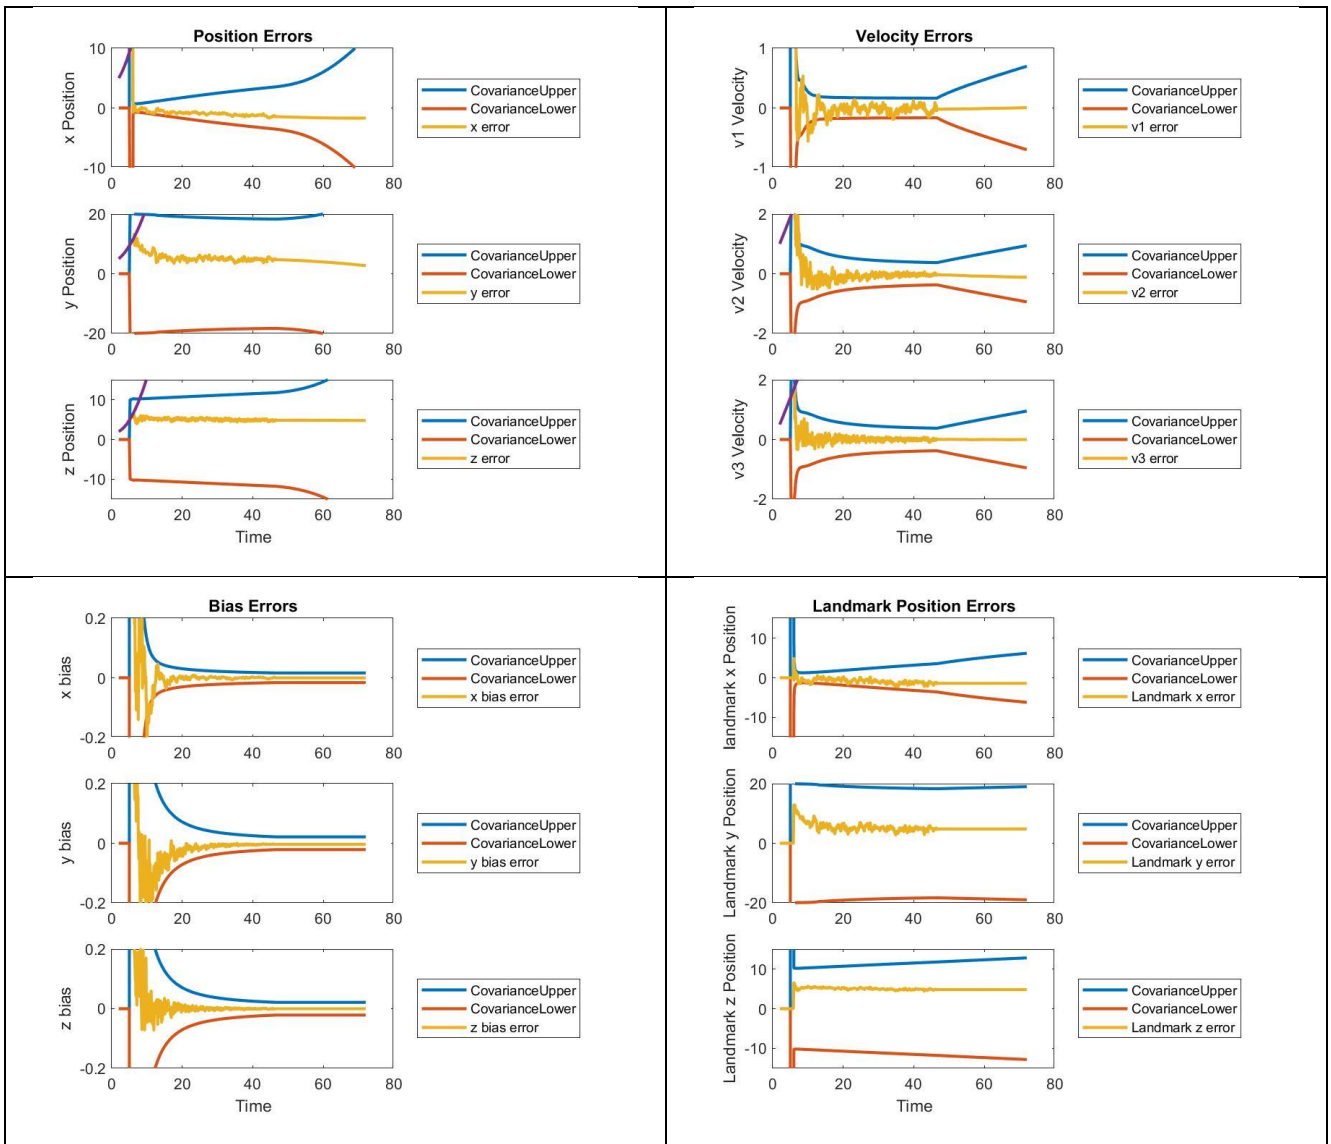 Position Errors
10
0
-10
x Position
0 20 40 60 80
CovarianceUpper
CovarianceLower
x error
20
0
-20
y Position
0 20 40 60 80
CovarianceUpper
CovarianceLower
y error
10
0
-10
z Position
0 20 40 60 80
Time
CovarianceUpper
CovarianceLower
z error
Velocity Errors
1
0
-1
v1 Velocity
0 20 40 60 80
CovarianceUpper
CovarianceLower
v1 error
2
0
-2
v2 Velocity
0 20 40 60 80
CovarianceUpper
CovarianceLower
v2 error
2
0
-2
v3 Velocity
0 20 40 60 80
Time
CovarianceUpper
CovarianceLower
v3 error
Bias Errors
0.2
0
-0.2
x bias
0 20 40 60 80
CovarianceUpper
CovarianceLower
x bias error
0.2
0
-0.2
y bias
0 20 40 60 80
CovarianceUpper
CovarianceLower
y bias error
0.2
0
-0.2
z bias
0 20 40 60 80
Time
CovarianceUpper
CovarianceLower
z bias error
Landmark Position Errors
10
0
-10
landmark x Position
0 20 40 60 80
CovarianceUpper
CovarianceLower
Landmark x error
20
0
-20
Landmark y Position
0 20 40 60 80
CovarianceUpper
CovarianceLower
Landmark y error
10
0
-10
Landmark z Position
0 20 40 60 80
Time
CovarianceUpper
CovarianceLower
Landmark z error